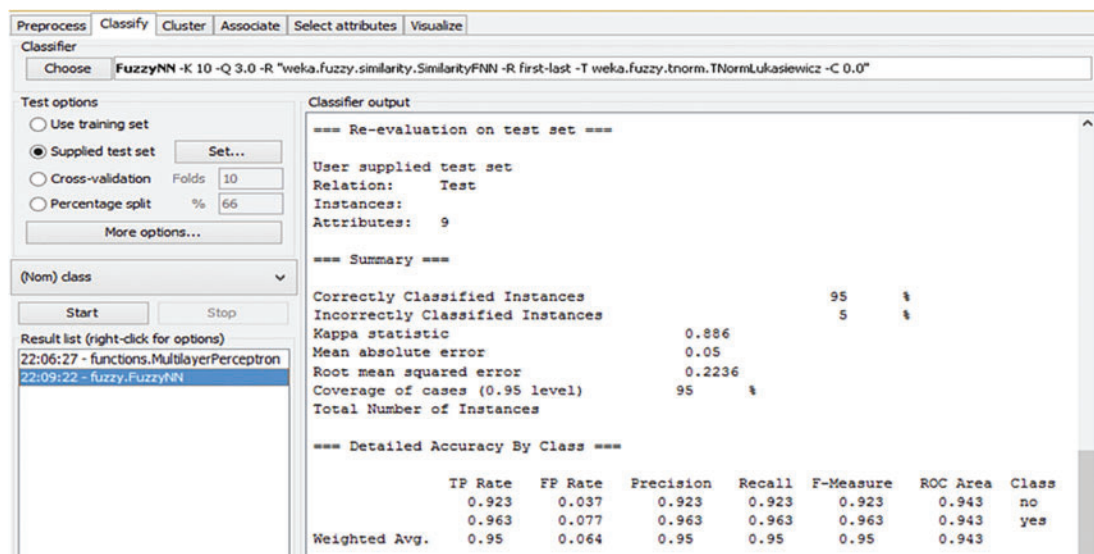 Preprocess Classify Cluster Associate Select attributes Visualize
Classifier
Choose FuzzyNN -K 10 -Q 3.0 -R "weka.fuzzy.similarity.SimilarityFNN -R first-last -T weka.fuzzy.tnorm.TNormLukasiewicz -C 0.0"
Test options
Use training set
Supplied test set Set...
Cross-validation Folds 10
Percentage split % 66
More options...
(Nom) class
Start Stop
Result list (right-click for options)
22:06:27 - functions.MultilayerPerceptron
22:09:22 - fuzzy.FuzzyNN
Classifier output
=== Re-evaluation on test set ===
User supplied test set
Relation: Test
Instances:
Attributes: 9
=== Summary ===
Correctly Classified Instances 95 %
Incorrectly Classified Instances 5 %
Kappa statistic 0.886
Mean absolute error 0.05
Root mean squared error 0.2236
Coverage of cases (0.95 level) 95 %
Total Number of Instances
=== Detailed Accuracy By Class ===
TP Rate FP Rate Precision Recall F-Measure ROC Area Class
0.923 0.037 0.923 0.923 0.923 0.943 no
0.963 0.077 0.963 0.963 0.963 0.943 yes
Weighted Avg. 0.95 0.064 0.95 0.95 0.95 0.943